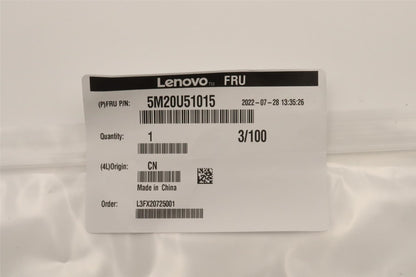 Lenovo FRU
(P)FRU P/N: 5M20U51015 2022-07-28 13:35:26
Quantity: 1 3/100
(4L)Origin: CN
Made in China
Order: L3FX20725001